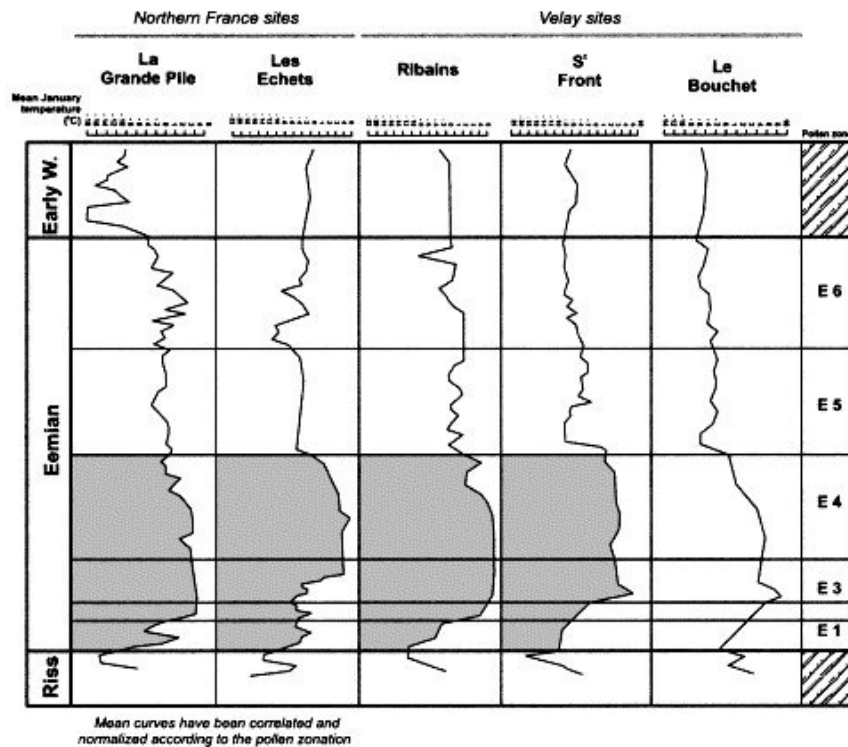 Northern France sites
Velay sites
La
Grande Pile
Les
Echets
Ribains
St
Front
Le
Bouchet
Mean January
temperature
(°C)
Pollen zone
Early W.
Eemian
Riss
E 6
E 5
E 4
E 3
E 1
Mean curves have been correlated and
normalized according to the pollen zonation